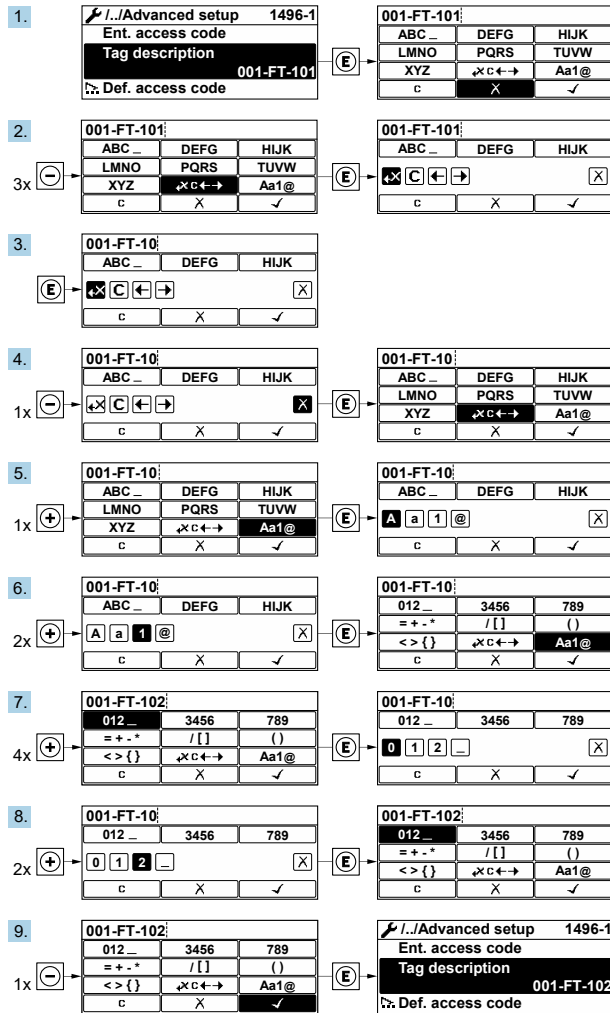 1.
/../Advanced setup 1496-1
Ent. access code
Tag description
001-FT-101
Def. access code
E
001-FT-101
ABC _ DEFG HIJK
LMNO PQRS TUVW
XYZ ↵X C ←→ Aa1@
C X ✓
2.
3x −
001-FT-101
ABC _ DEFG HIJK
LMNO PQRS TUVW
XYZ ↵X C ←→ Aa1@
C X ✓
E
001-FT-101
ABC _ DEFG HIJK
↵X C ← → X
C X ✓
3.
E
001-FT-10
ABC _ DEFG HIJK
↵X C ← → X
C X ✓
4.
1x −
001-FT-10
ABC _ DEFG HIJK
↵X C ← → X
C X ✓
E
001-FT-10
ABC _ DEFG HIJK
LMNO PQRS TUVW
XYZ ↵X C ←→ Aa1@
C X ✓
5.
1x +
001-FT-10
ABC _ DEFG HIJK
LMNO PQRS TUVW
XYZ ↵X C ←→ Aa1@
C X ✓
E
001-FT-10
ABC _ DEFG HIJK
A a 1 @ X
C X ✓
6.
2x +
001-FT-10
ABC _ DEFG HIJK
A a 1 @ X
C X ✓
E
001-FT-10
012 _ 3456 789
= + - * / [ ] ( )
< > { } ↵X C ←→ Aa1@
C X ✓
7.
4x +
001-FT-102
012 _ 3456 789
= + - * / [ ] ( )
< > { } ↵X C ←→ Aa1@
C X ✓
E
001-FT-10
012 _ 3456 789
0 1 2 _ X
C X ✓
8.
2x +
001-FT-10
012 _ 3456 789
0 1 2 _ X
C X ✓
E
001-FT-102
012 _ 3456 789
= + - * / [ ] ( )
< > { } ↵X C ←→ Aa1@
C X ✓
9.
1x −
001-FT-102
012 _ 3456 789
= + - * / [ ] ( )
< > { } ↵X C ←→ Aa1@
C X ✓
E
/../Advanced setup 1496-1
Ent. access code
Tag description
001-FT-102
Def. access code